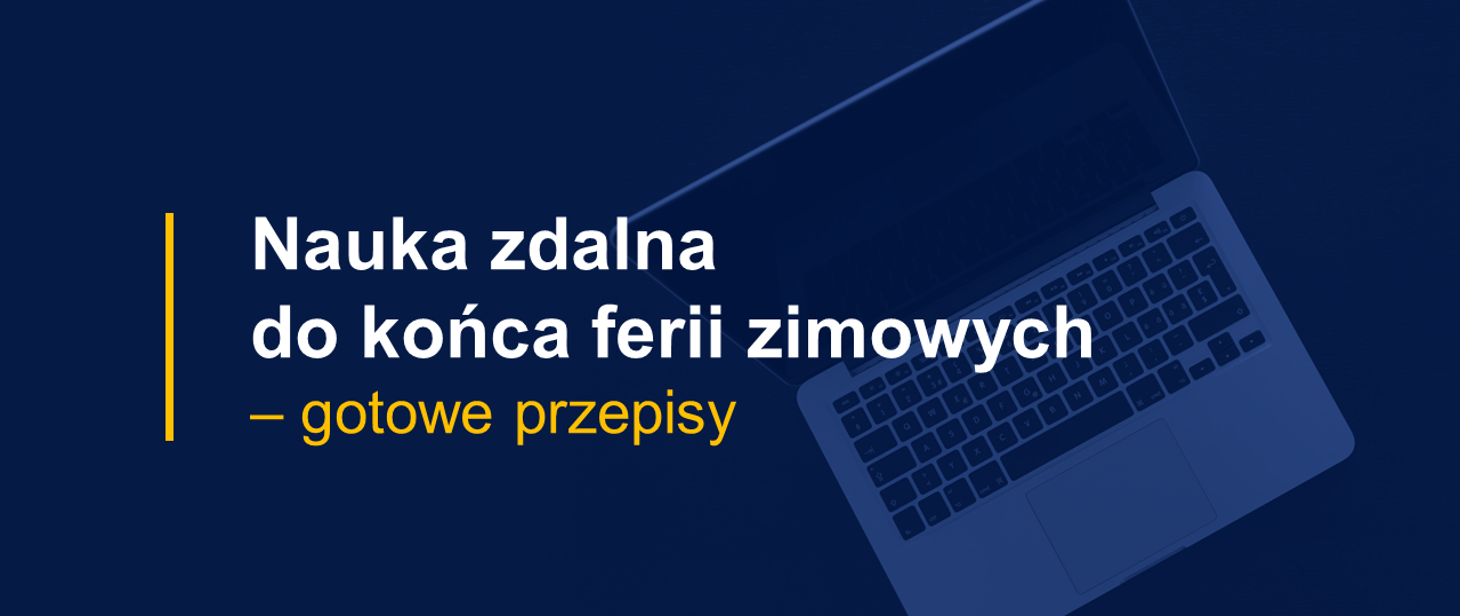 Nauka zdalna
do końca ferii zimowych
– gotowe przepisy